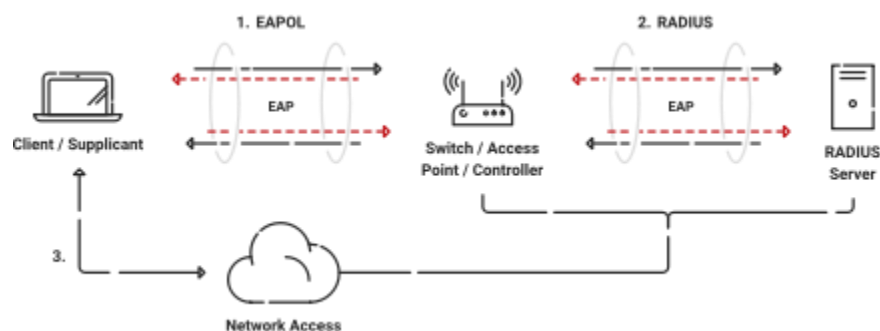 1. EAPOL
2. RADIUS
EAP
EAP
Client / Supplicant
Switch / Access
Point / Controller
RADIUS
Server
3.
Network Access